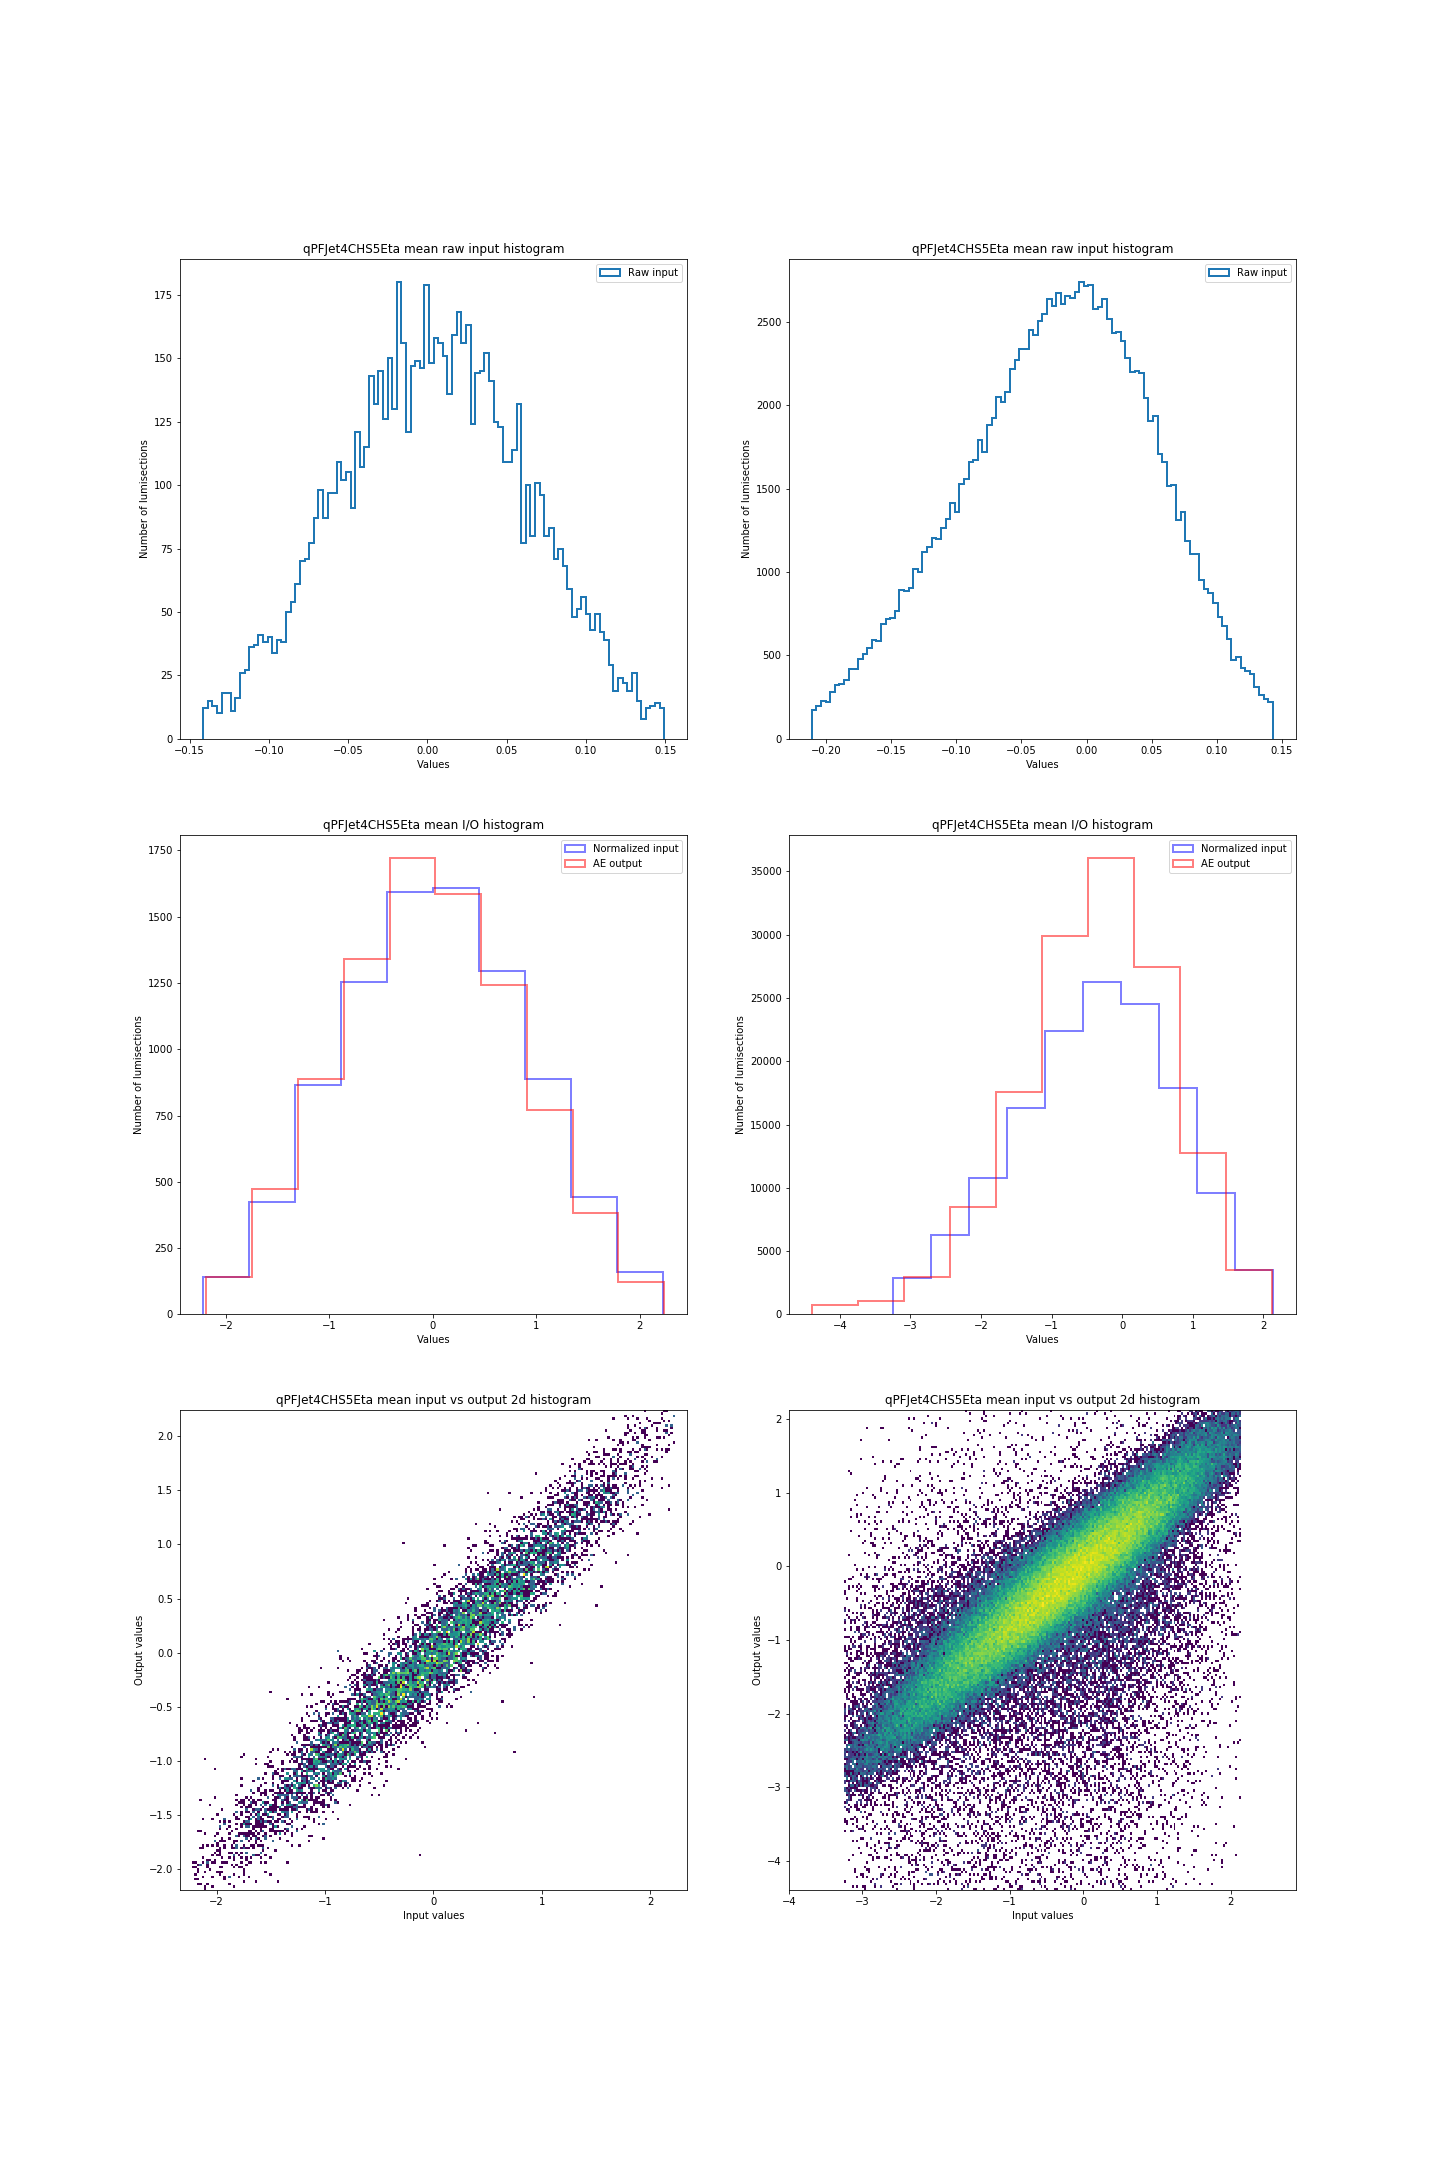 qPFJet4CHS5Eta mean raw input histogram
Raw input
Number of lumisections
175
150
125
100
75
50
25
0
−0.15 −0.10 −0.05 0.00 0.05 0.10 0.15
Values
qPFJet4CHS5Eta mean raw input histogram
Raw input
Number of lumisections
2500
2000
1500
1000
500
0
−0.20 −0.15 −0.10 −0.05 0.00 0.05 0.10 0.15
Values
qPFJet4CHS5Eta mean I/O histogram
Normalized input
AE output
Number of lumisections
1750
1500
1250
1000
750
500
250
0
−2 −1 0 1 2
Values
qPFJet4CHS5Eta mean I/O histogram
Normalized input
AE output
Number of lumisections
35000
30000
25000
20000
15000
10000
5000
0
−4 −3 −2 −1 0 1 2
Values
qPFJet4CHS5Eta mean input vs output 2d histogram
Output values
2.0
1.5
1.0
0.5
0.0
−0.5
−1.0
−1.5
−2.0
−2 −1 0 1 2
Input values
qPFJet4CHS5Eta mean input vs output 2d histogram
Output values
2
1
0
−1
−2
−3
−4
−4 −3 −2 −1 0 1 2
Input values